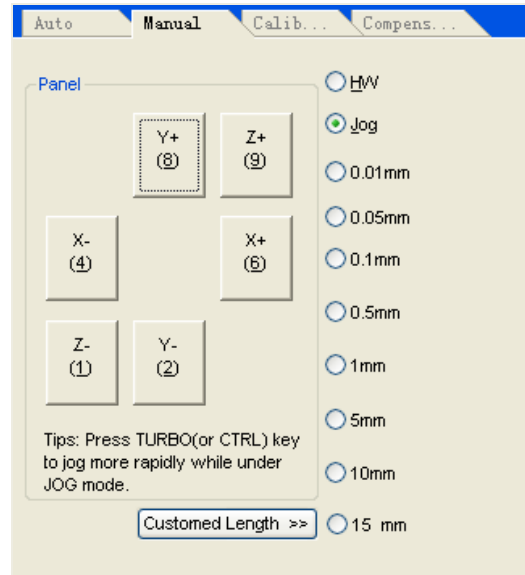 Auto Manual Calib... Compens...
Panel
Y+
(8)
Z+
(9)
X-
(4)
X+
(6)
Z-
(1)
Y-
(2)
Tips: Press TURBO(or CTRL) key
to jog more rapidly while under
JOG mode.
Customed Length >>
HW
Jog
0.01mm
0.05mm
0.1mm
0.5mm
1mm
5mm
10mm
15 mm